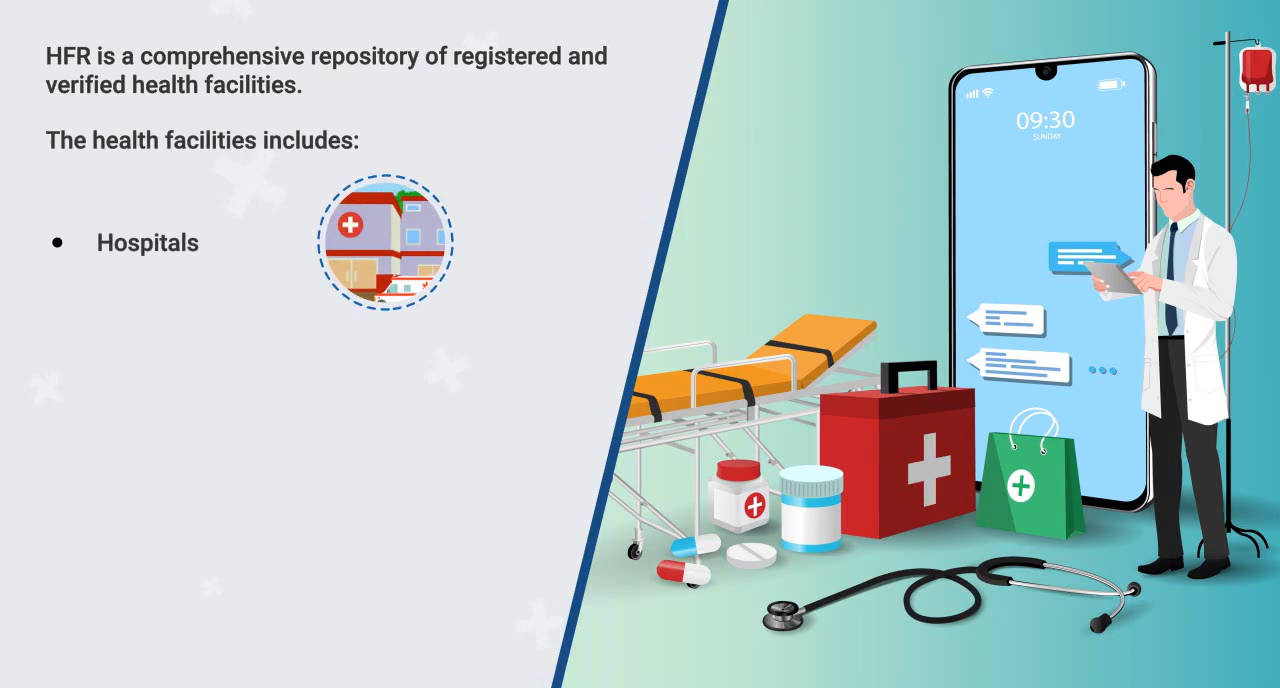 HFR is a comprehensive repository of registered and
verified health facilities.
The health facilities includes:
● Hospitals
09:30
SUNDAY